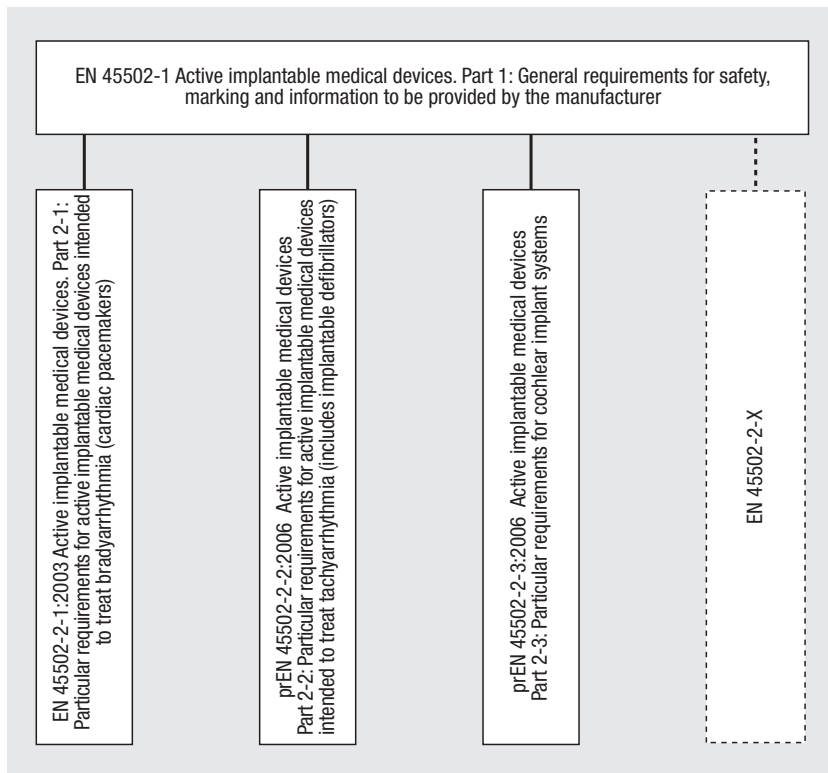 EN 45502-1 Active implantable medical devices. Part 1: General requirements for safety,
marking and information to be provided by the manufacturer
EN 45502-2-1:2003 Active implantable medical devices. Part 2-1:
Particular requirements for active implantable medical devices intended
to treat bradyarrhythmia (cardiac pacemakers)
prEN 45502-2-2:2006 Active implantable medical devices
Part 2-2: Particular requirements for active implantable medical devices
intended to treat tachyarrhythmia (includes implantable defibrillators)
prEN 45502-2-3:2006 Active implantable medical devices
Part 2-3: Particular requirements for cochlear implant systems
EN 45502-2-X